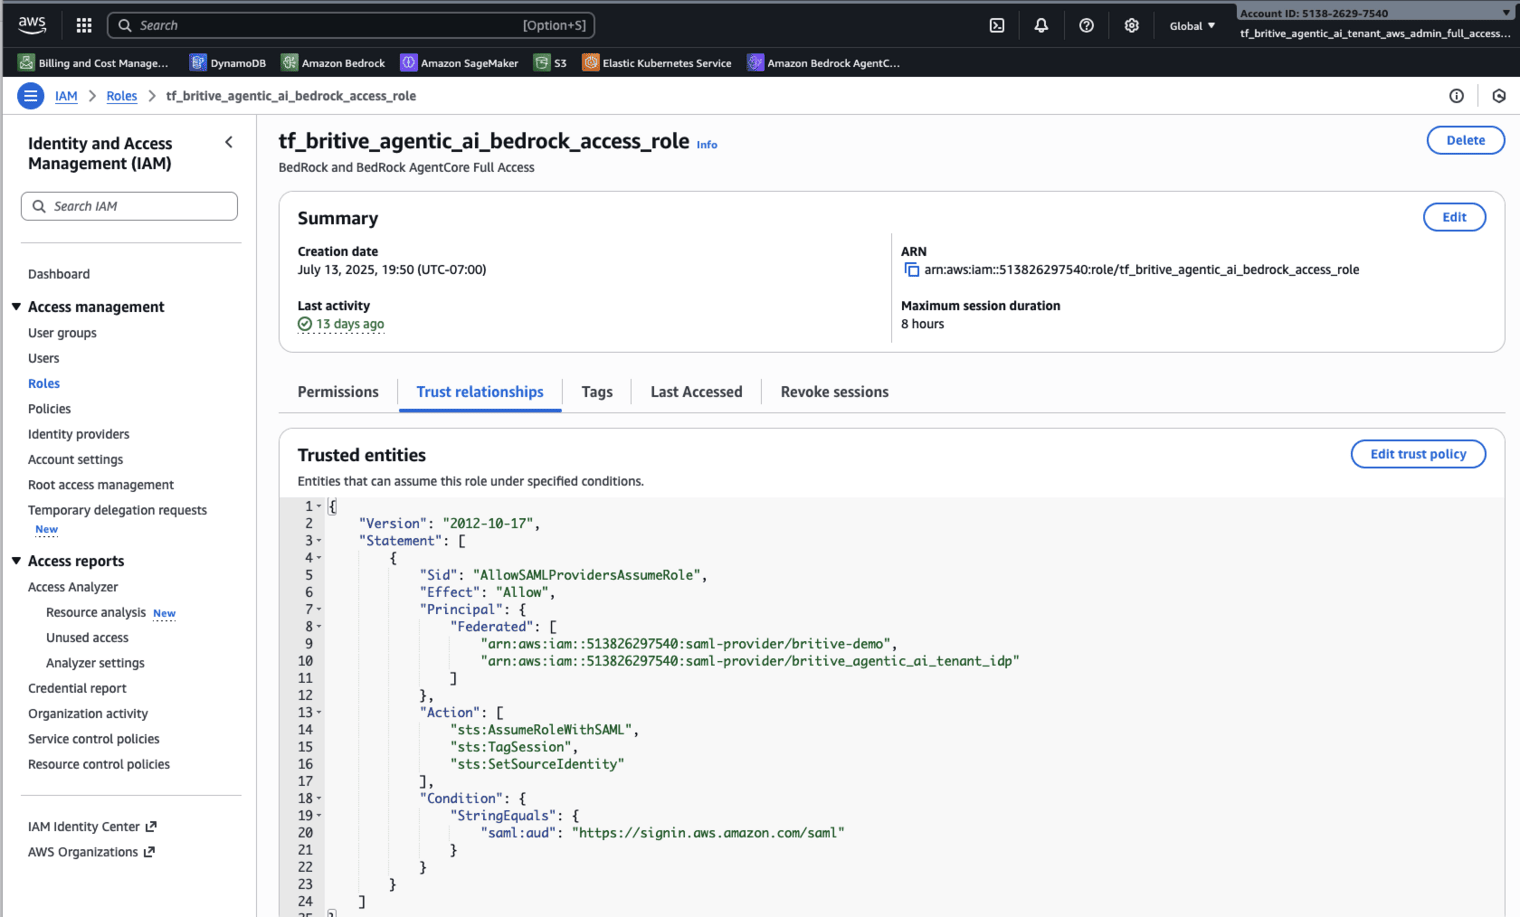 aws
Search
[Option+S]
Global
Account ID: 5138-2629-7540
tf_britive_agentic_ai_tenant_aws_admin_full_access...
Billing and Cost Manage...
DynamoDB
Amazon Bedrock
Amazon SageMaker
S3
Elastic Kubernetes Service
Amazon Bedrock AgentC...
IAM
Roles
tf_britive_agentic_ai_bedrock_access_role
Identity and Access
Management (IAM)
Search IAM
Dashboard
Access management
User groups
Users
Roles
Policies
Identity providers
Account settings
Root access management
Temporary delegation requests
New
Access reports
Access Analyzer
Resource analysis New
Unused access
Analyzer settings
Credential report
Organization activity
Service control policies
Resource control policies
IAM Identity Center
AWS Organizations
tf_britive_agentic_ai_bedrock_access_role Info
Delete
BedRock and BedRock AgentCore Full Access
Summary
Edit
Creation date
July 13, 2025, 19:50 (UTC-07:00)
ARN
arn:aws:iam::513826297540:role/tf_britive_agentic_ai_bedrock_access_role
Last activity
13 days ago
Maximum session duration
8 hours
Permissions
Trust relationships
Tags
Last Accessed
Revoke sessions
Trusted entities
Edit trust policy
Entities that can assume this role under specified conditions.
1 {
2 "Version": "2012-10-17",
3 "Statement": [
4 {
5 "Sid": "AllowSAMLProvidersAssumeRole",
6 "Effect": "Allow",
7 "Principal": {
8 "Federated": [
9 "arn:aws:iam::513826297540:saml-provider/britive-demo",
10 "arn:aws:iam::513826297540:saml-provider/britive_agentic_ai_tenant_idp"
11 ]
12 },
13 "Action": [
14 "sts:AssumeRoleWithSAML",
15 "sts:TagSession",
16 "sts:SetSourceIdentity"
17 ],
18 "Condition": {
19 "StringEquals": {
20 "saml:aud": "https://signin.aws.amazon.com/saml"
21 }
22 }
23 }
24 ]
25 }